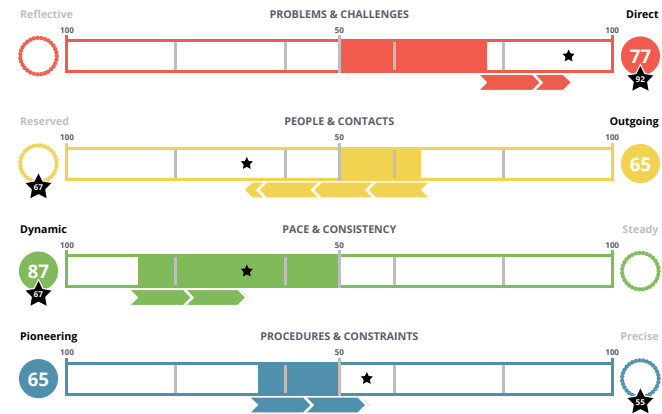 Reflective PROBLEMS & CHALLENGES Direct
100 50 100
77
92
Reserved PEOPLE & CONTACTS Outgoing
100 50 100
65
67
Dynamic PACE & CONSISTENCY Steady
100 50 100
87
67
Pioneering PROCEDURES & CONSTRAINTS Precise
100 50 100
65
55